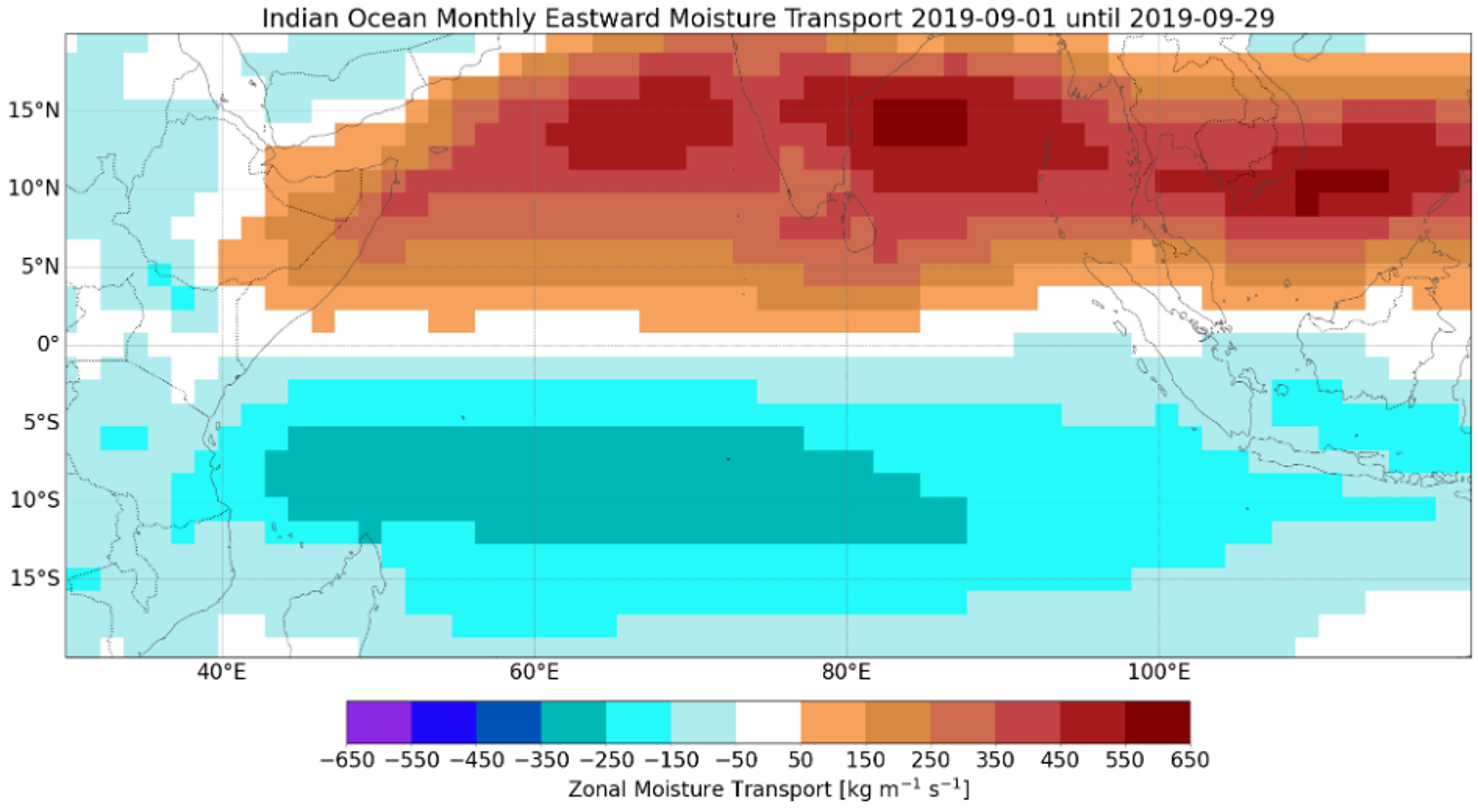 Indian Ocean Monthly Eastward Moisture Transport 2019-09-01 until 2019-09-29
15°N
10°N
5°N
0°
5°S
10°S
15°S
40°E 60°E 80°E 100°E
−650 −550 −450 −350 −250 −150 −50 50 150 250 350 450 550 650
Zonal Moisture Transport [kg m⁻¹ s⁻¹]